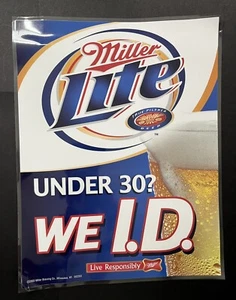 Miller
Lite
UNDER 30?
WE I.D.
Live Responsibly